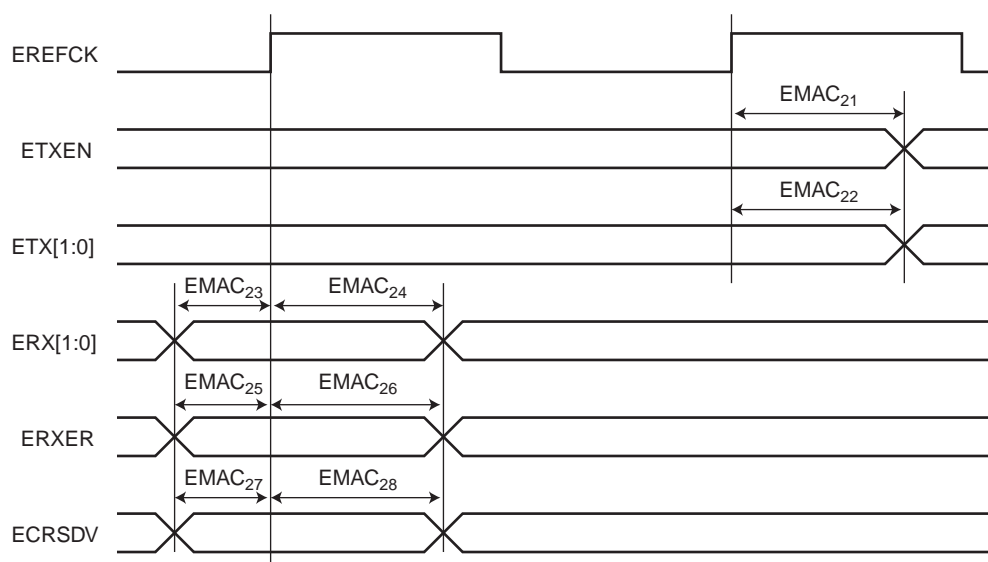 EREFCK
EMAC21
ETXEN
EMAC22
ETX[1:0]
EMAC23 EMAC24
ERX[1:0]
EMAC25 EMAC26
ERXER
EMAC27 EMAC28
ECRSDV